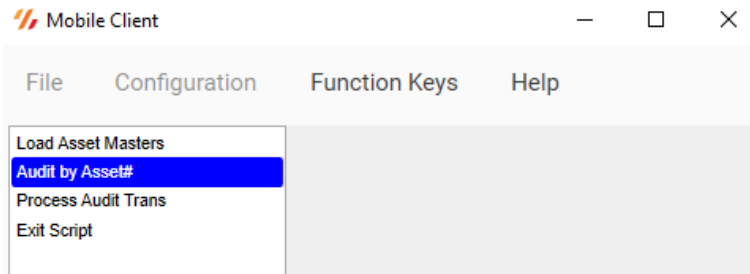 Mobile Client
File Configuration Function Keys Help
Load Asset Masters
Audit by Asset#
Process Audit Trans
Exit Script